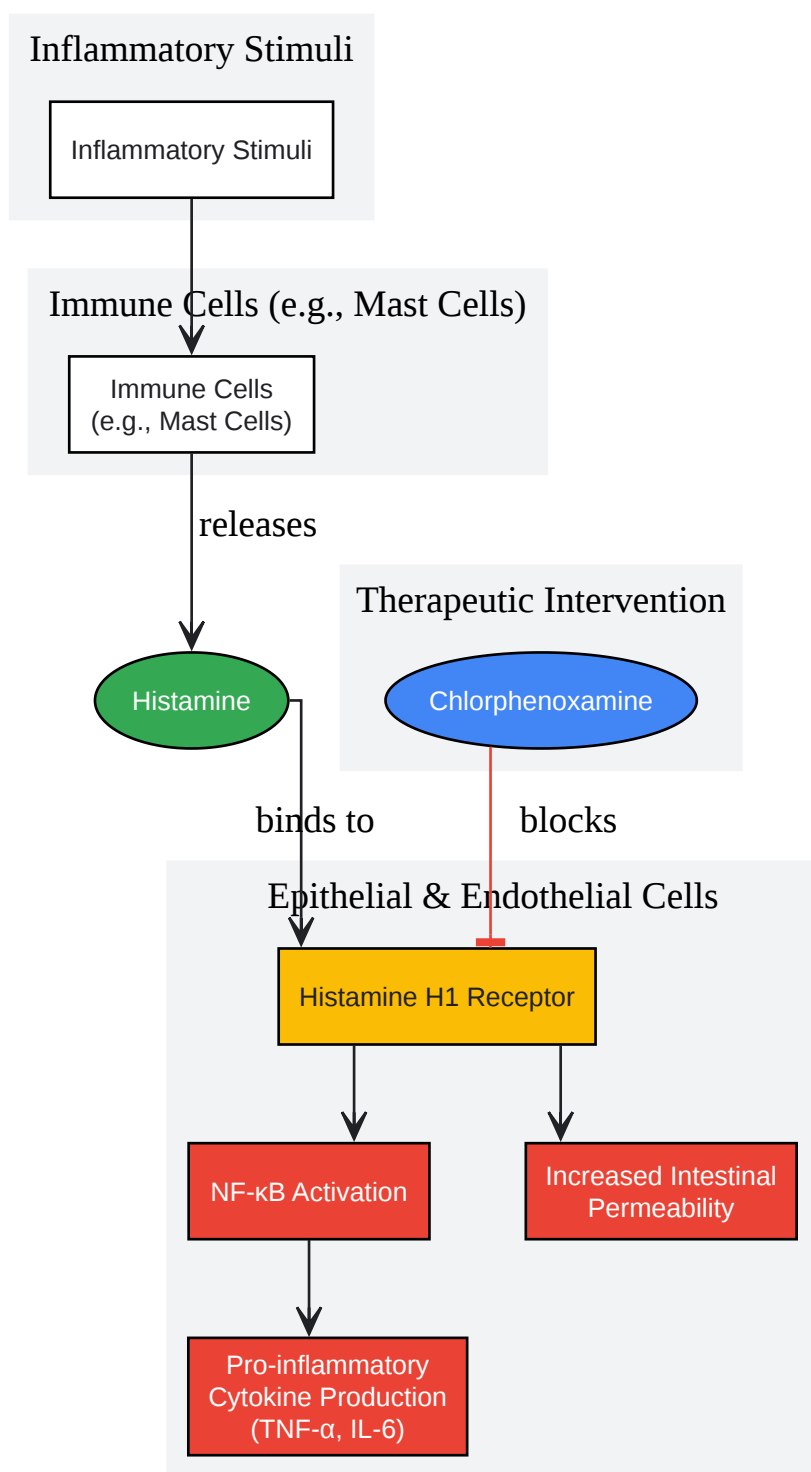 Inflammatory Stimuli
Inflammatory Stimuli
Immune Cells (e.g., Mast Cells)
Immune Cells
(e.g., Mast Cells)
releases
Therapeutic Intervention
Histamine
Chlorphenoxamine
binds to
blocks
Epithelial & Endothelial Cells
Histamine H1 Receptor
NF-κB Activation
Increased Intestinal
Permeability
Pro-inflammatory
Cytokine Production
(TNF-α, IL-6)